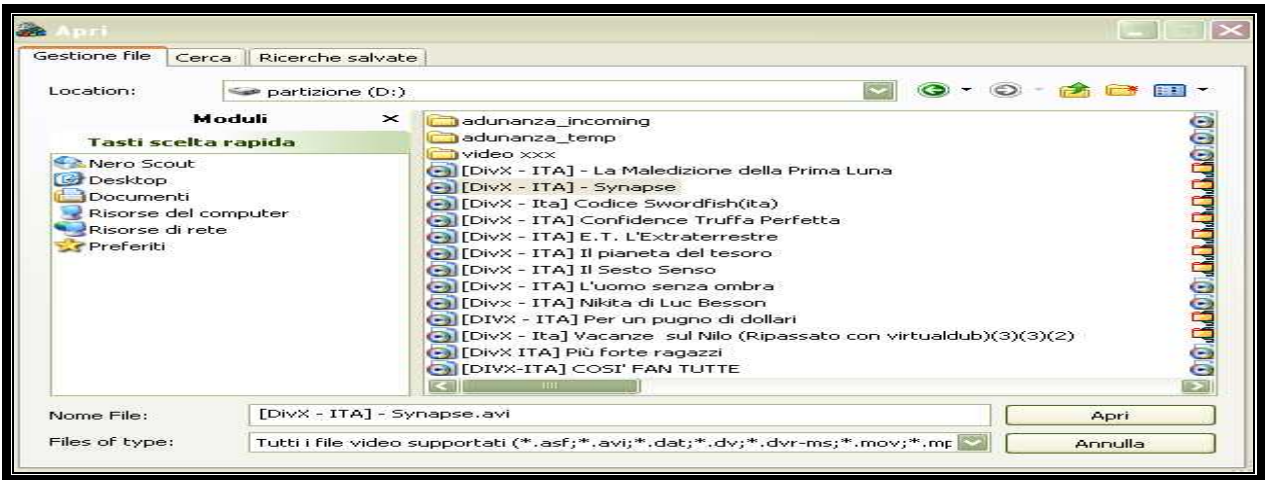 Apri
Gestione file Cerca Ricerche salvate
Location: partizione (D:)
Moduli
Tasti scelta rapida
Nero Scout
Desktop
Documenti
Risorse del computer
Risorse di rete
Preferiti
adunanza_incoming
adunanza_temp
video xxx
[DivX - ITA] - La Maledizione della Prima Luna
[DivX - ITA] - Synapse
[DivX - Ita] Codice Swordfish(ita)
[DivX - ITA] Confidence Truffa Perfetta
[DivX - ITA] E.T. L'Extraterrestre
[DivX - ITA] Il pianeta del tesoro
[DivX - ITA] Il Sesto Senso
[DivX - ITA] L'uomo senza ombra
[DivX - ITA] Nikita di Luc Besson
[DIVX - ITA] Per un pugno di dollari
[DivX - Ita] Vacanze sul Nilo (Ripassato con virtualdub)(3)(3)(2)
[DivX ITA] Più forte ragazzi
[DIVX-ITA] COSI' FAN TUTTE
Nome File: [DivX - ITA] - Synapse.avi Apri
Files of type: Tutti i file video supportati (*.asf;*.avi;*.dat;*.dv;*.dvr-ms;*.mov;*.mp Annulla